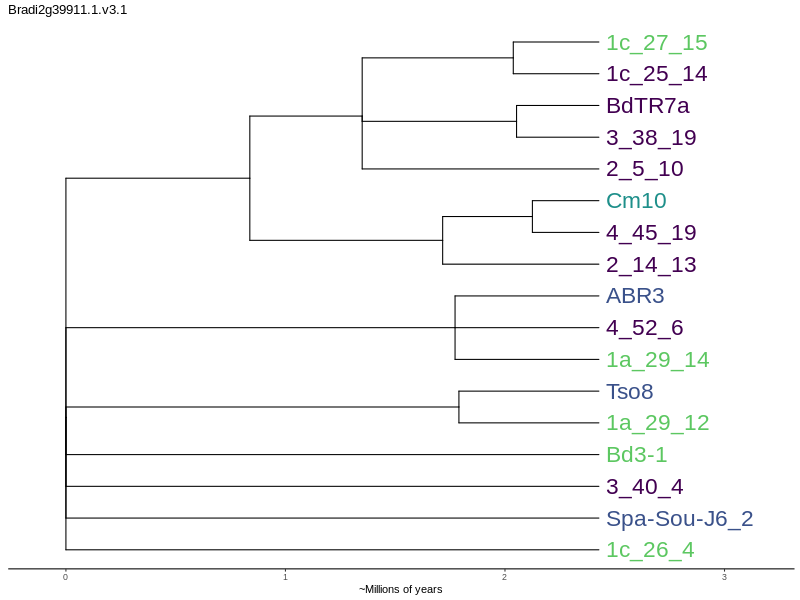 Bradi2g39911.1.v3.1
1c_27_15
1c_25_14
BdTR7a
3_38_19
2_5_10
Cm10
4_45_19
2_14_13
ABR3
4_52_6
1a_29_14
Tso8
1a_29_12
Bd3-1
3_40_4
Spa-Sou-J6_2
1c_26_4
0 1 2 3
~Millions of years